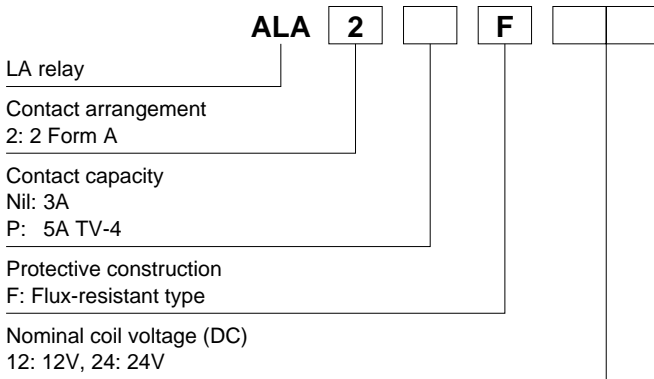 ALA 2 F
LA relay
Contact arrangement
2: 2 Form A
Contact capacity
Nil: 3A
P: 5A TV-4
Protective construction
F: Flux-resistant type
Nominal coil voltage (DC)
12: 12V, 24: 24V